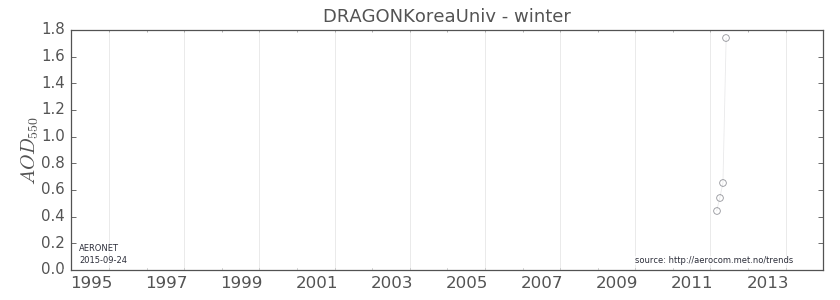 DRAGONKoreaUniv - winter
1.8
1.6
1.4
1.2
1.0
0.8
0.6
0.4
0.2
0.0
AOD550
AERONET
2015-09-24
source: http://aerocom.met.no/trends
1995 1997 1999 2001 2003 2005 2007 2009 2011 2013